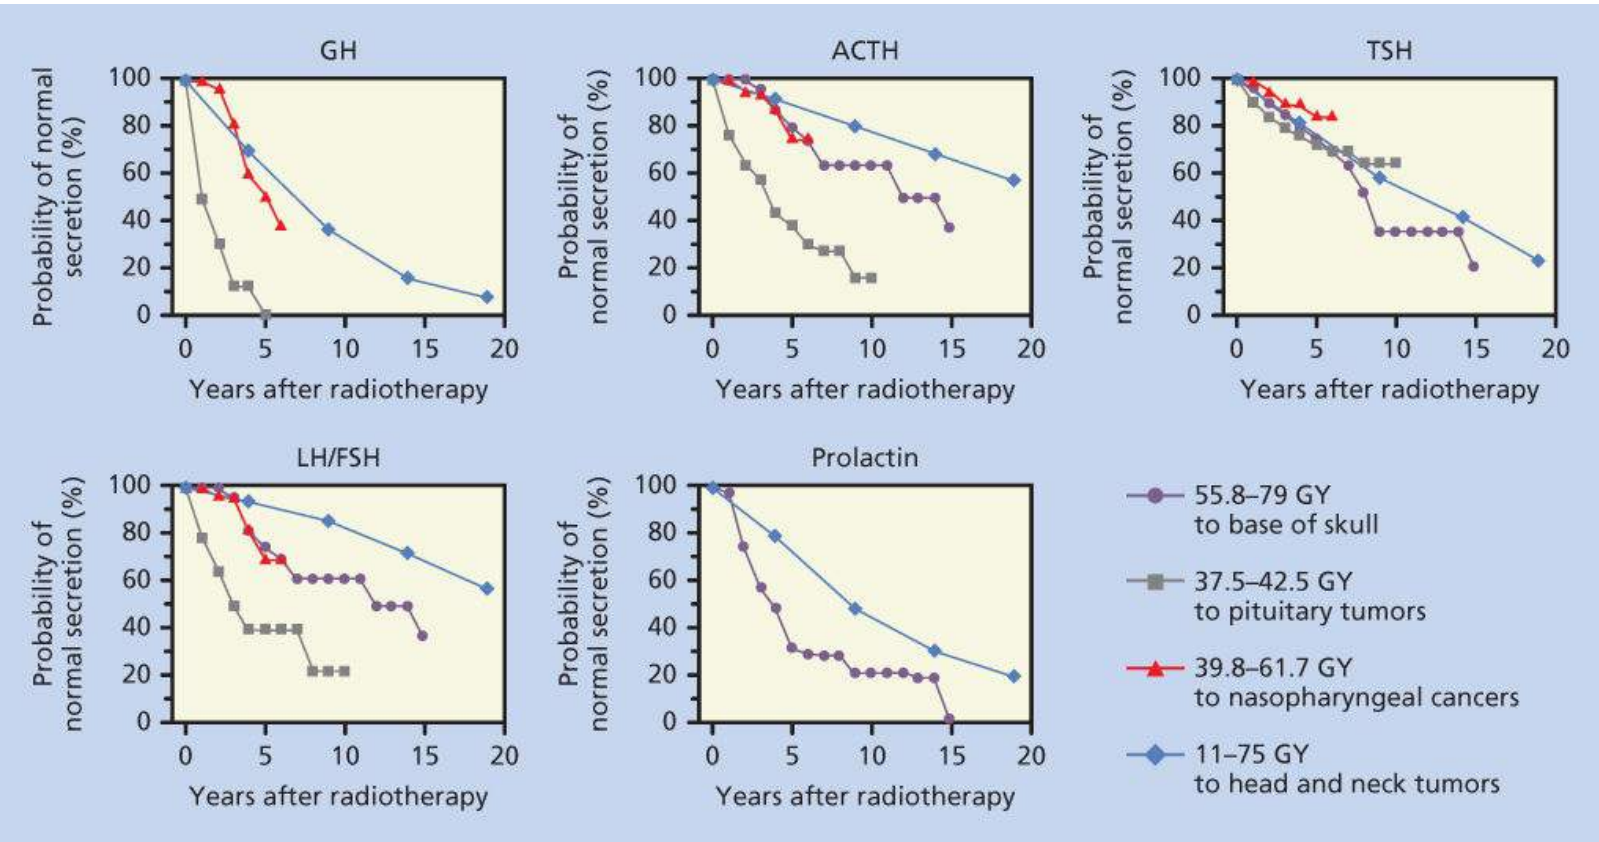 GH
Probability of normal
secretion (%)
100
80
60
40
20
0
0 5 10 15 20
Years after radiotherapy
ACTH
Probability of
normal secretion (%)
100
80
60
40
20
0
0 5 10 15 20
Years after radiotherapy
TSH
Probability of
normal secretion (%)
100
80
60
40
20
0
0 5 10 15 20
Years after radiotherapy
LH/FSH
Probability of
normal secretion (%)
100
80
60
40
20
0
0 5 10 15 20
Years after radiotherapy
Prolactin
Probability of
normal secretion (%)
100
80
60
40
20
0
0 5 10 15 20
Years after radiotherapy
55.8–79 GY
to base of skull
37.5–42.5 GY
to pituitary tumors
39.8–61.7 GY
to nasopharyngeal cancers
11–75 GY
to head and neck tumors